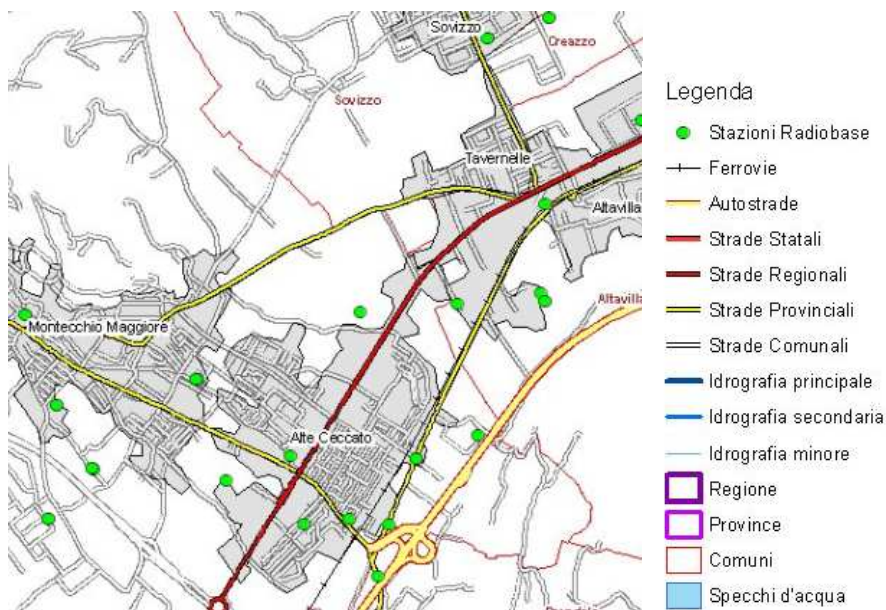 Sovizzo
Creazzo
Sovizzo
Tavernelle
Altavilla
Altavilla
Montecchio Maggiore
Alte Ceccato
Legenda
Stazioni Radiobase
Ferrovie
Autostrade
Strade Statali
Strade Regionali
Strade Provinciali
Strade Comunali
Idrografia principale
Idrografia secondaria
Idrografia minore
Regione
Province
Comuni
Specchi d'acqua